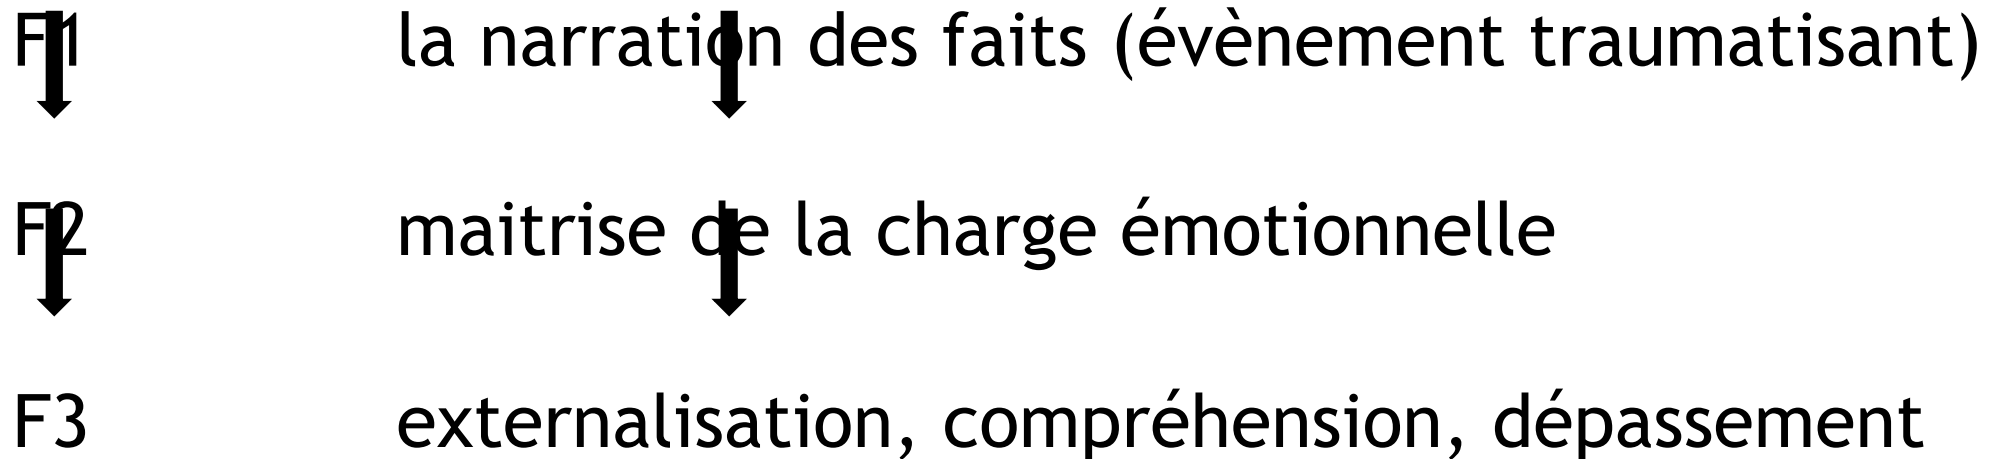 F1 la narration des faits (évènement traumatisant)
F2 maitrise de la charge émotionnelle
F3 externalisation, compréhension, dépassement